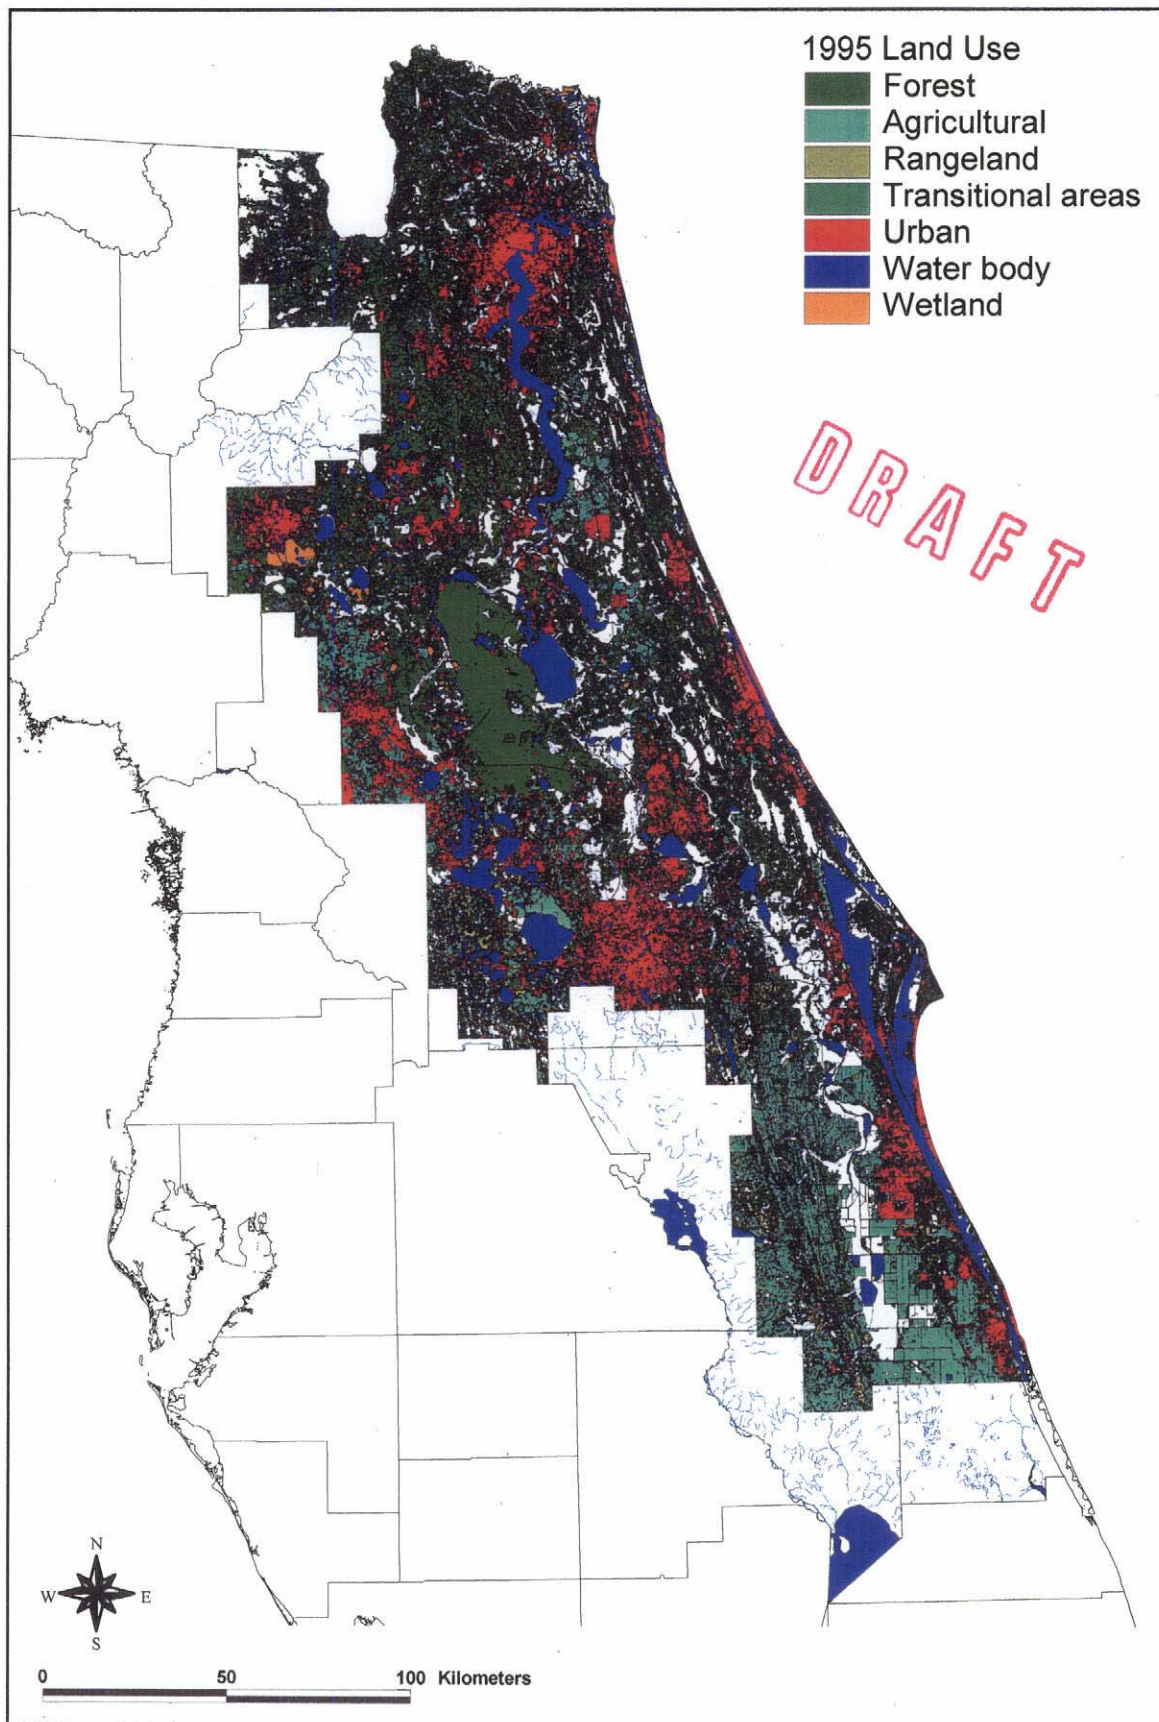 1995 Land Use
Forest
Agricultural
Rangeland
Transitional areas
Urban
Water body
Wetland
DRAFT
N
W E
S
0 50 100 Kilometers